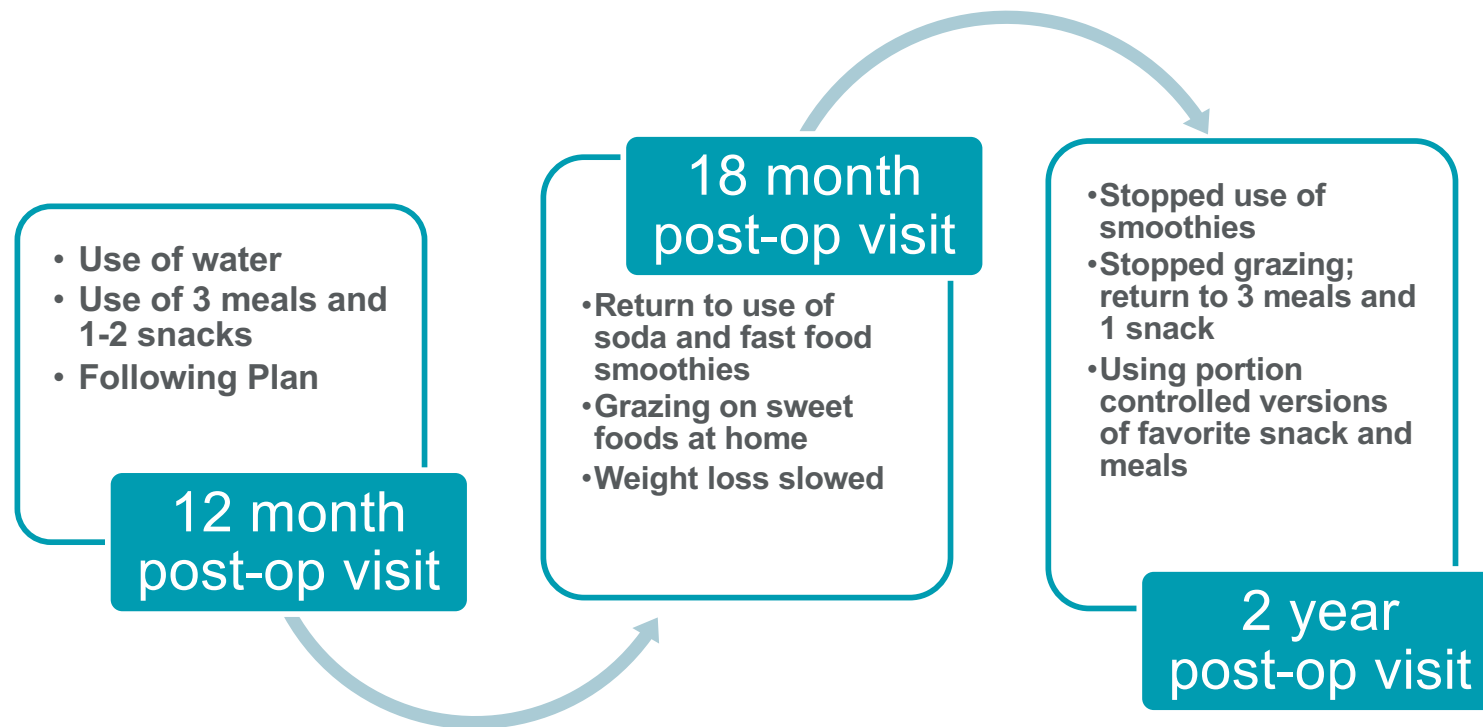 • Use of water
• Use of 3 meals and
1-2 snacks
• Following Plan
12 month
post-op visit
18 month
post-op visit
•Return to use of
soda and fast food
smoothies
•Grazing on sweet
foods at home
•Weight loss slowed
•Stopped use of
smoothies
•Stopped grazing;
return to 3 meals and
1 snack
•Using portion
controlled versions
of favorite snack and
meals
2 year
post-op visit